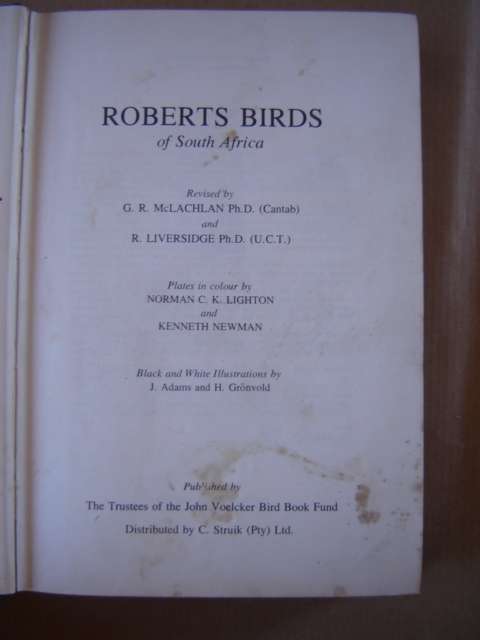 ROBERTS BIRDS
of South Africa
Revised by
G. R. McLACHLAN Ph.D. (Cantab)
and
R. LIVERSIDGE Ph.D. (U.C.T.)
Plates in colour by
NORMAN C. K. LIGHTON
and
KENNETH NEWMAN
Black and White Illustrations by
J. Adams and H. Grönvold
Published by
The Trustees of the John Voelcker Bird Book Fund
Distributed by C. Struik (Pty) Ltd.